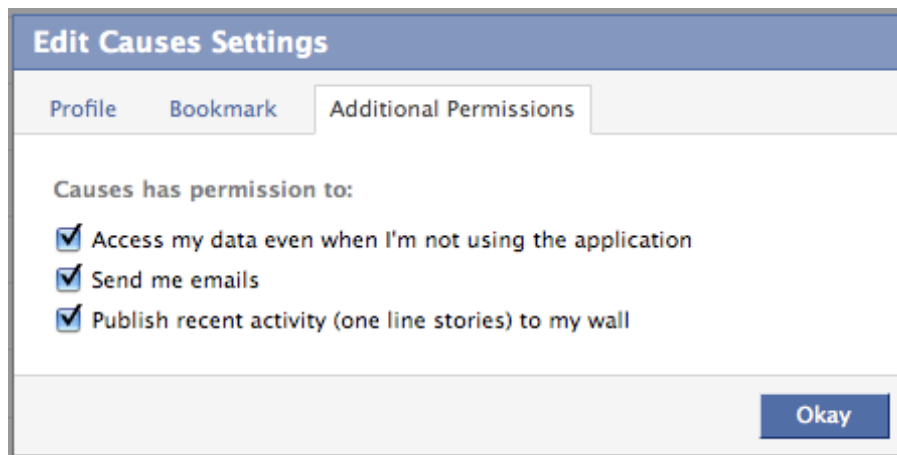 Edit Causes Settings
Profile Bookmark Additional Permissions
Causes has permission to:
Access my data even when I'm not using the application
Send me emails
Publish recent activity (one line stories) to my wall
Okay